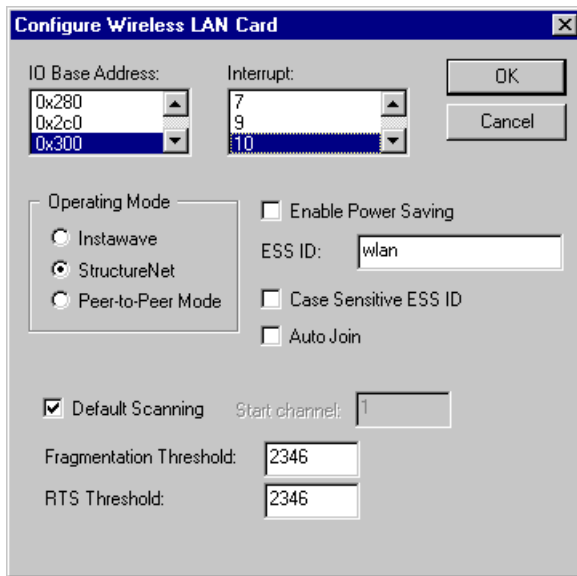 Configure Wireless LAN Card
IO Base Address:
Interrupt:
OK
0x280
0x2c0
0x300
7
9
10
Cancel
Operating Mode
Instawave
StructureNet
Peer-to-Peer Mode
Enable Power Saving
ESS ID:
wlan
Case Sensitive ESS ID
Auto Join
Default Scanning
Start channel:
1
Fragmentation Threshold:
2346
RTS Threshold:
2346